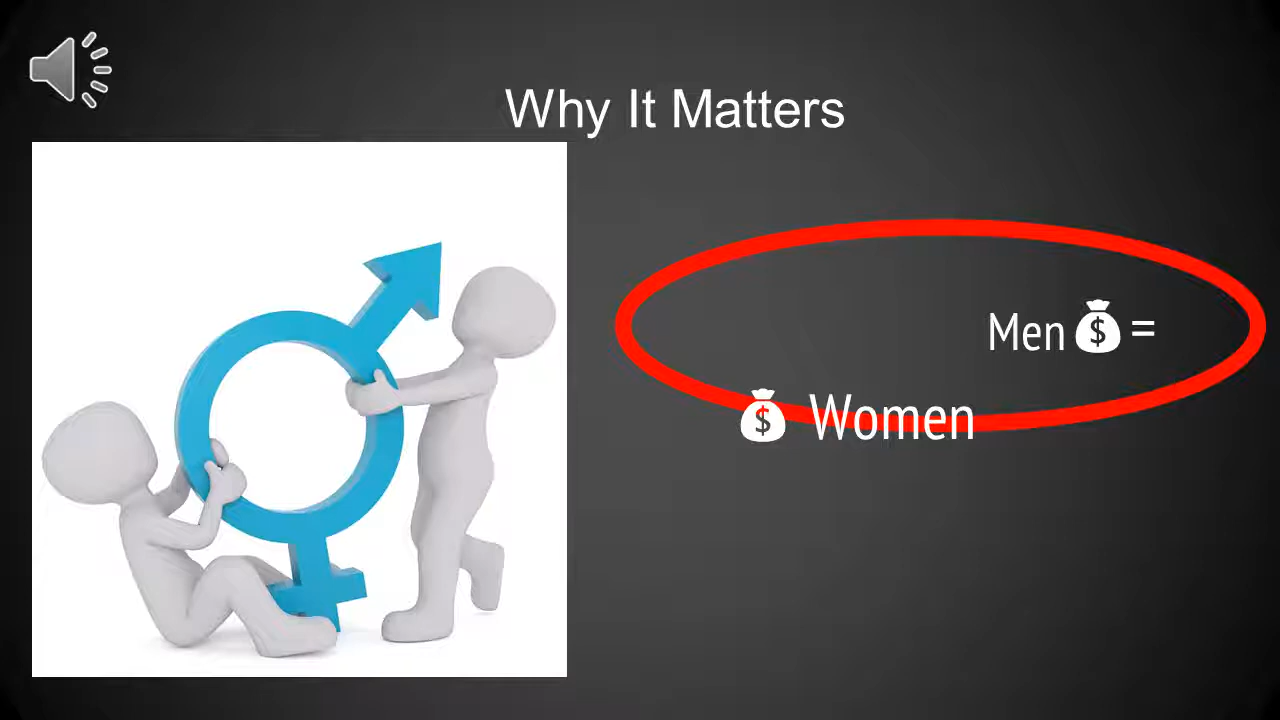 Why It Matters
Men 💰 =
💰 Women